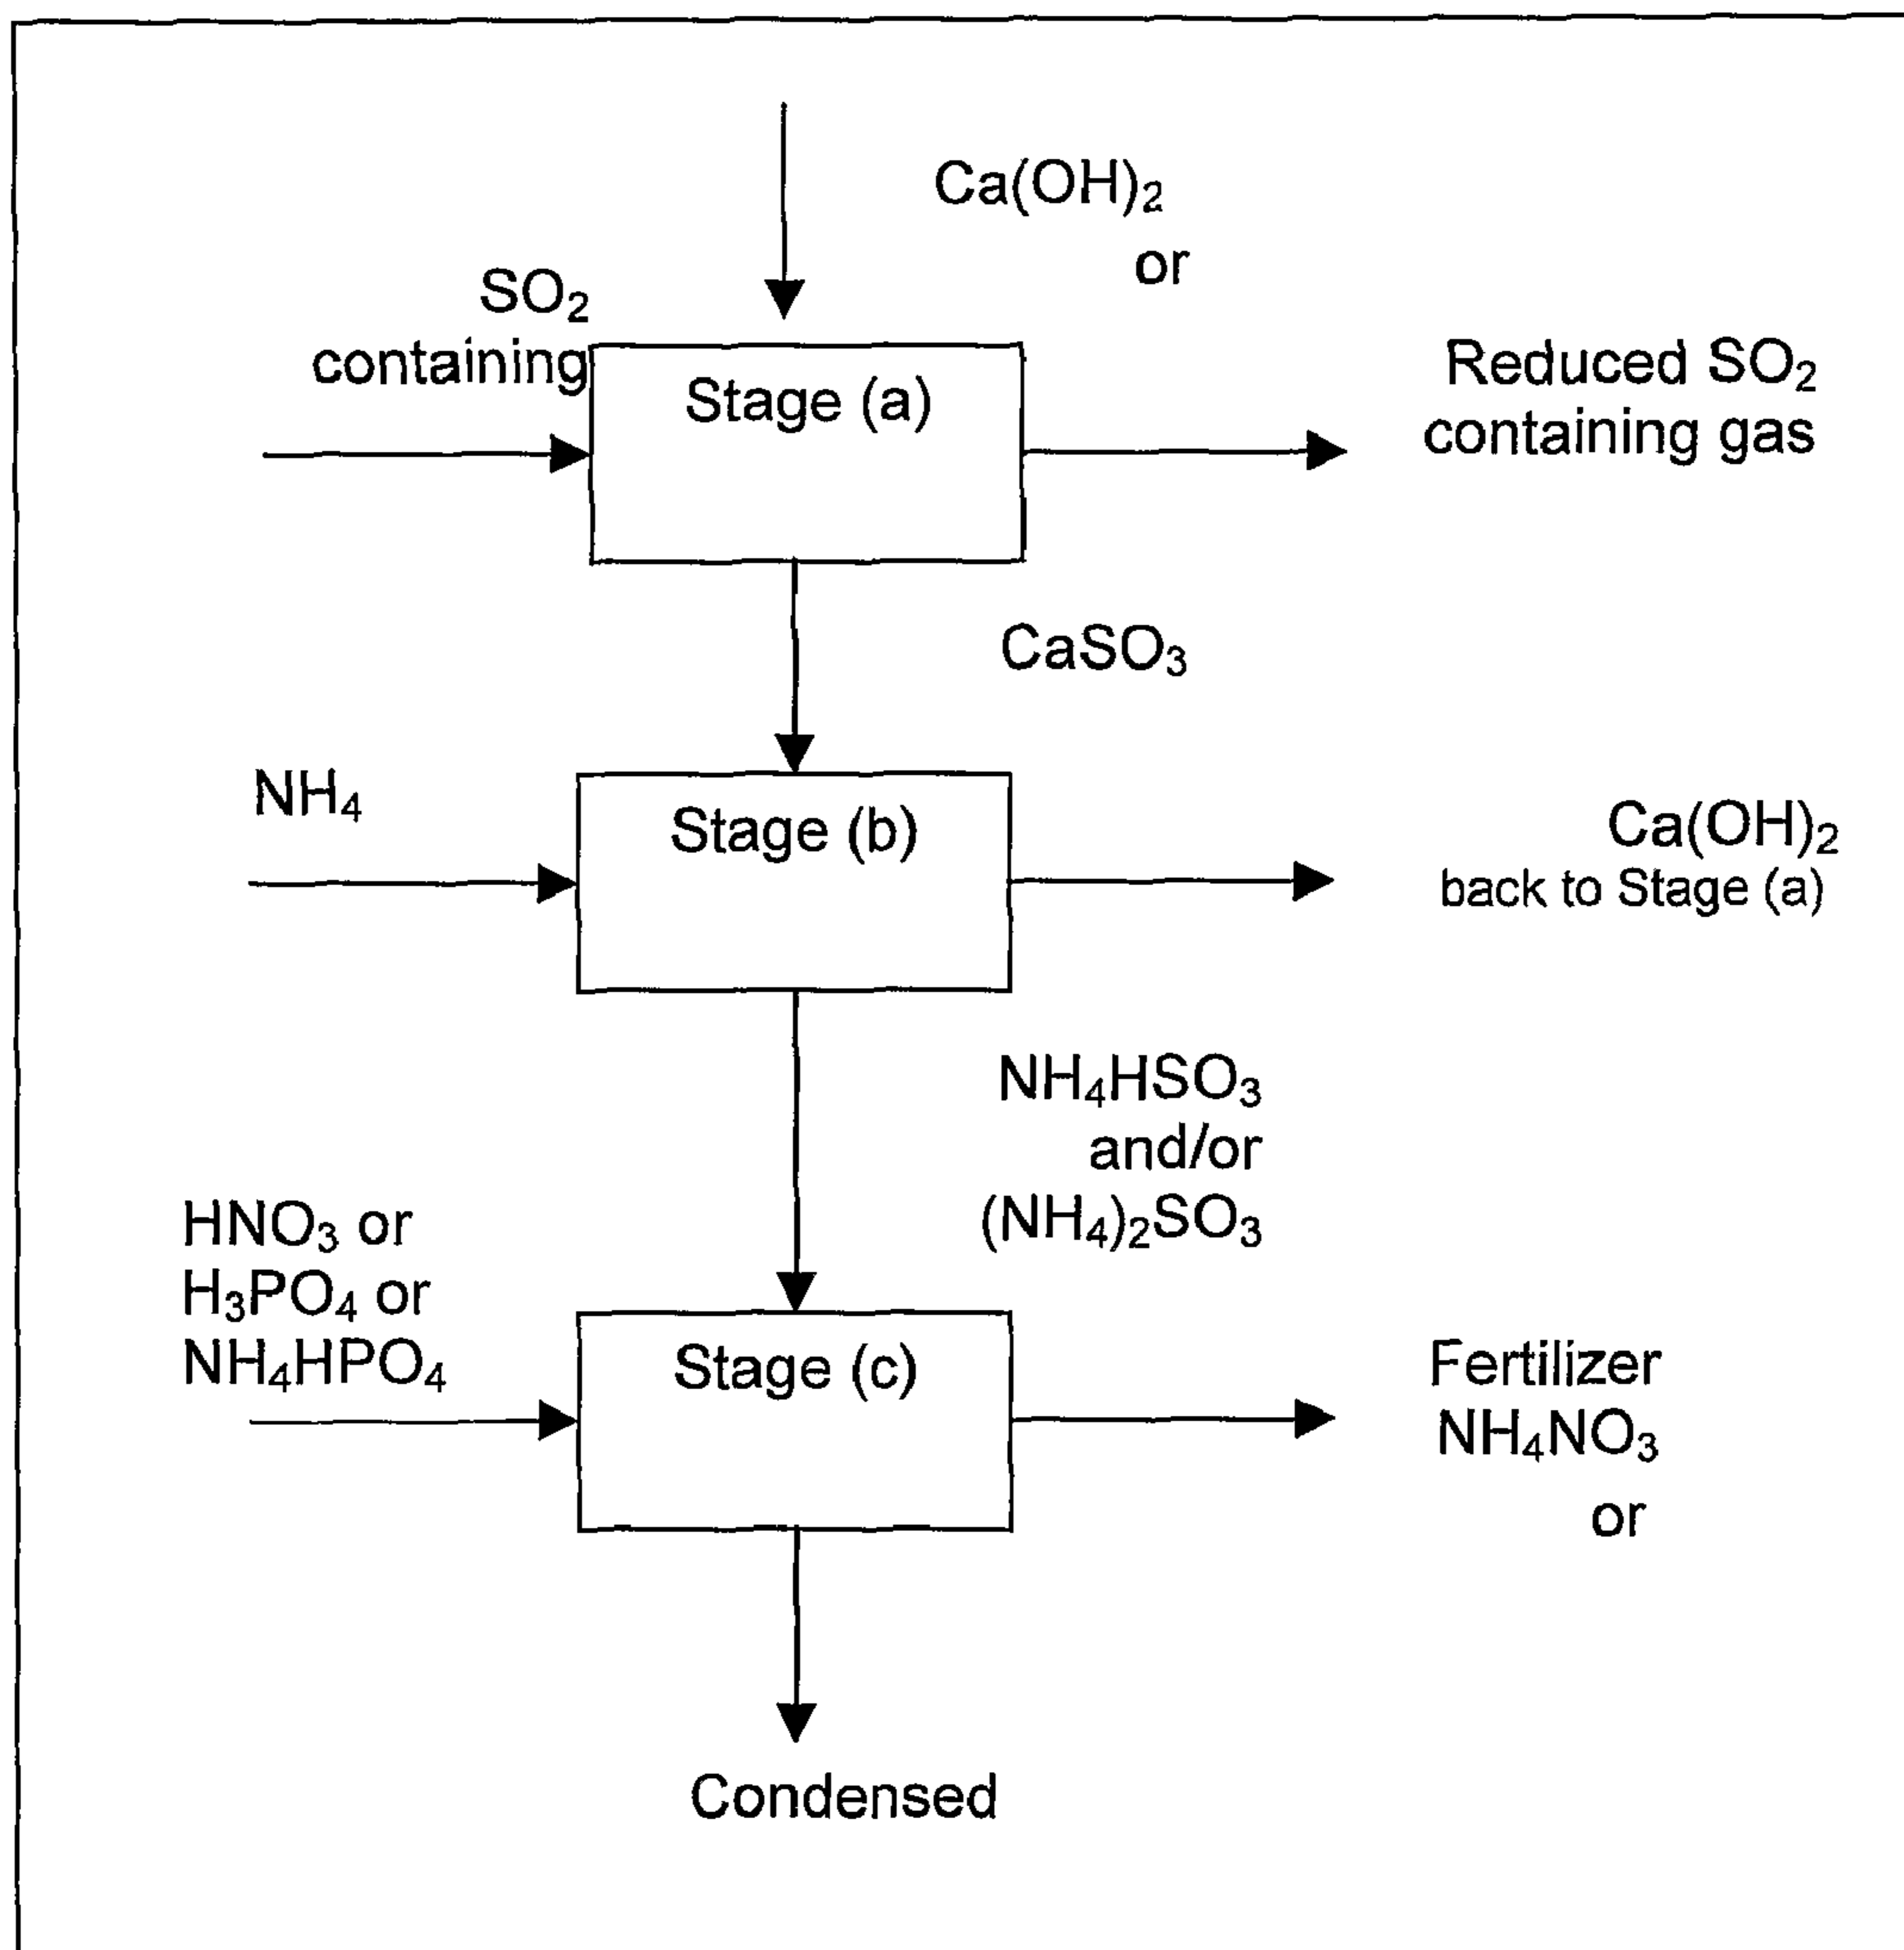 Ca(OH)₂
or
SO₂
containing
Stage (a)
Reduced SO₂
containing gas
CaSO₃
NH₄
Stage (b)
Ca(OH)₂
back to Stage (a)
NH₄HSO₃
and/or
(NH₄)₂SO₃
HNO₃ or
H₃PO₄ or
NH₄HPO₄
Stage (c)
Fertilizer
NH₄NO₃
or
Condensed